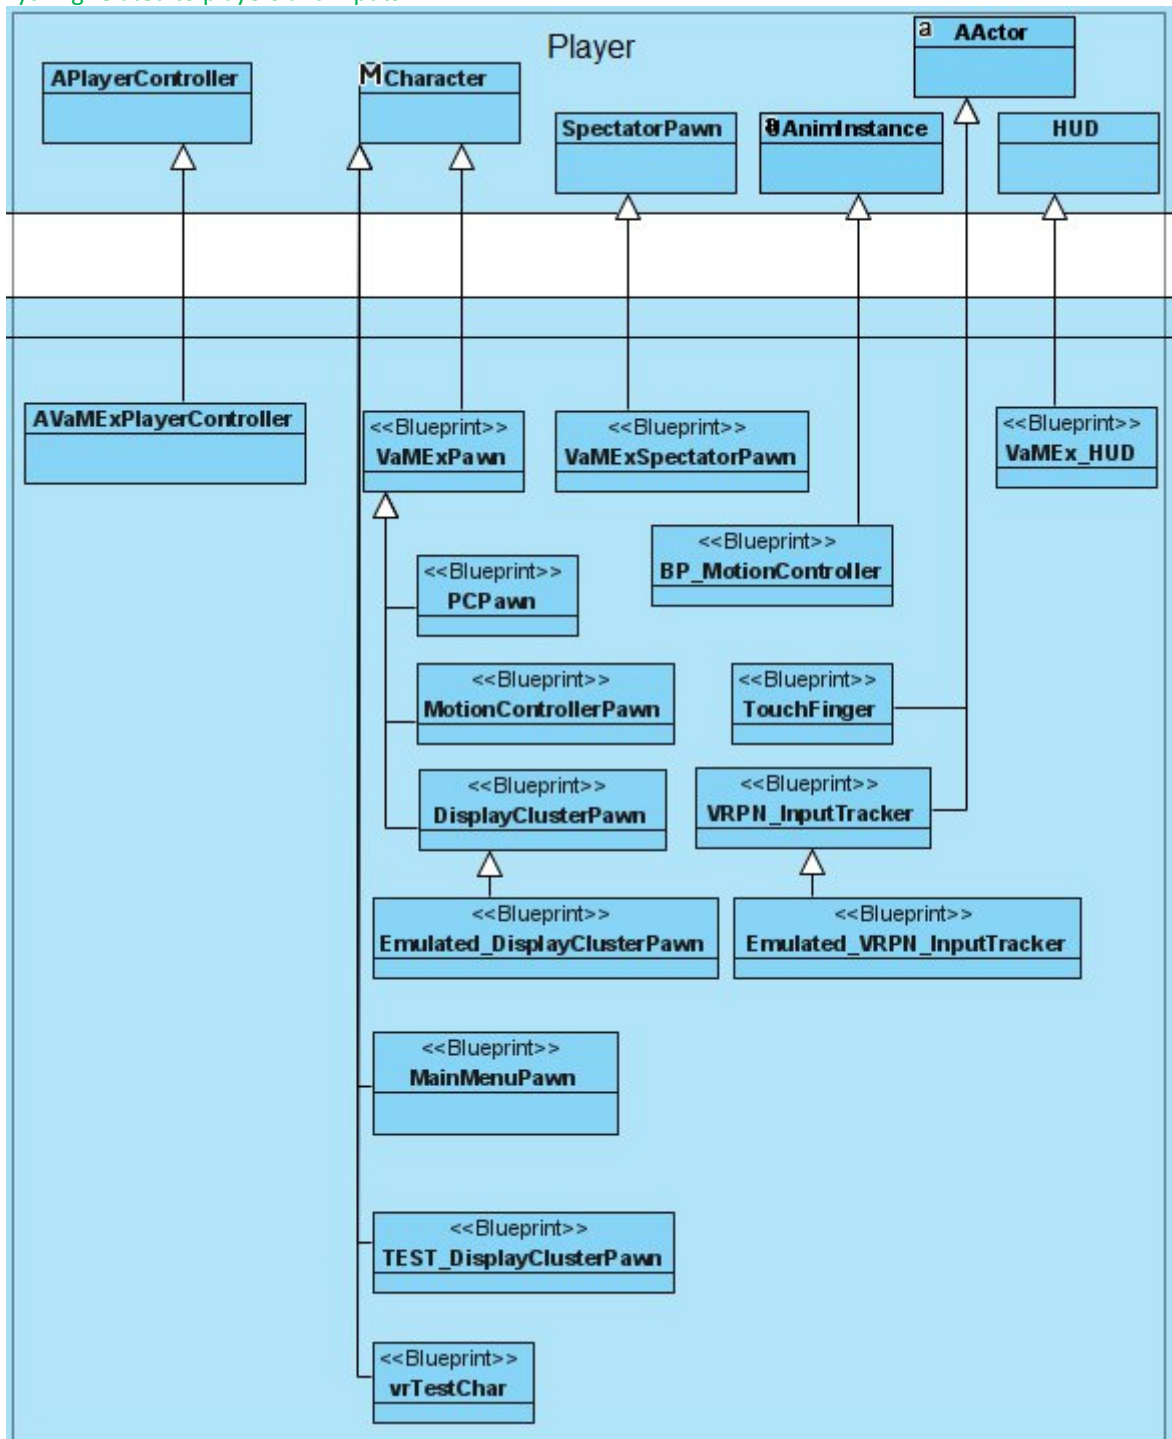 Player
a AActor
APlayerController
M Character
SpectatorPawn
AnimInstance
HUD
AVaMExPlayerController
<<Blueprint>>
VaMExPawn
<<Blueprint>>
VaMExSpectatorPawn
<<Blueprint>>
VaMEx_HUD
<<Blueprint>>
BP_MotionController
<<Blueprint>>
PCPawn
<<Blueprint>>
MotionControllerPawn
<<Blueprint>>
TouchFinger
<<Blueprint>>
DisplayClusterPawn
<<Blueprint>>
VRPN_InputTracker
<<Blueprint>>
Emulated_DisplayClusterPawn
<<Blueprint>>
Emulated_VRPN_InputTracker
<<Blueprint>>
MainMenuPawn
<<Blueprint>>
TEST_DisplayClusterPawn
<<Blueprint>>
vrTestChar